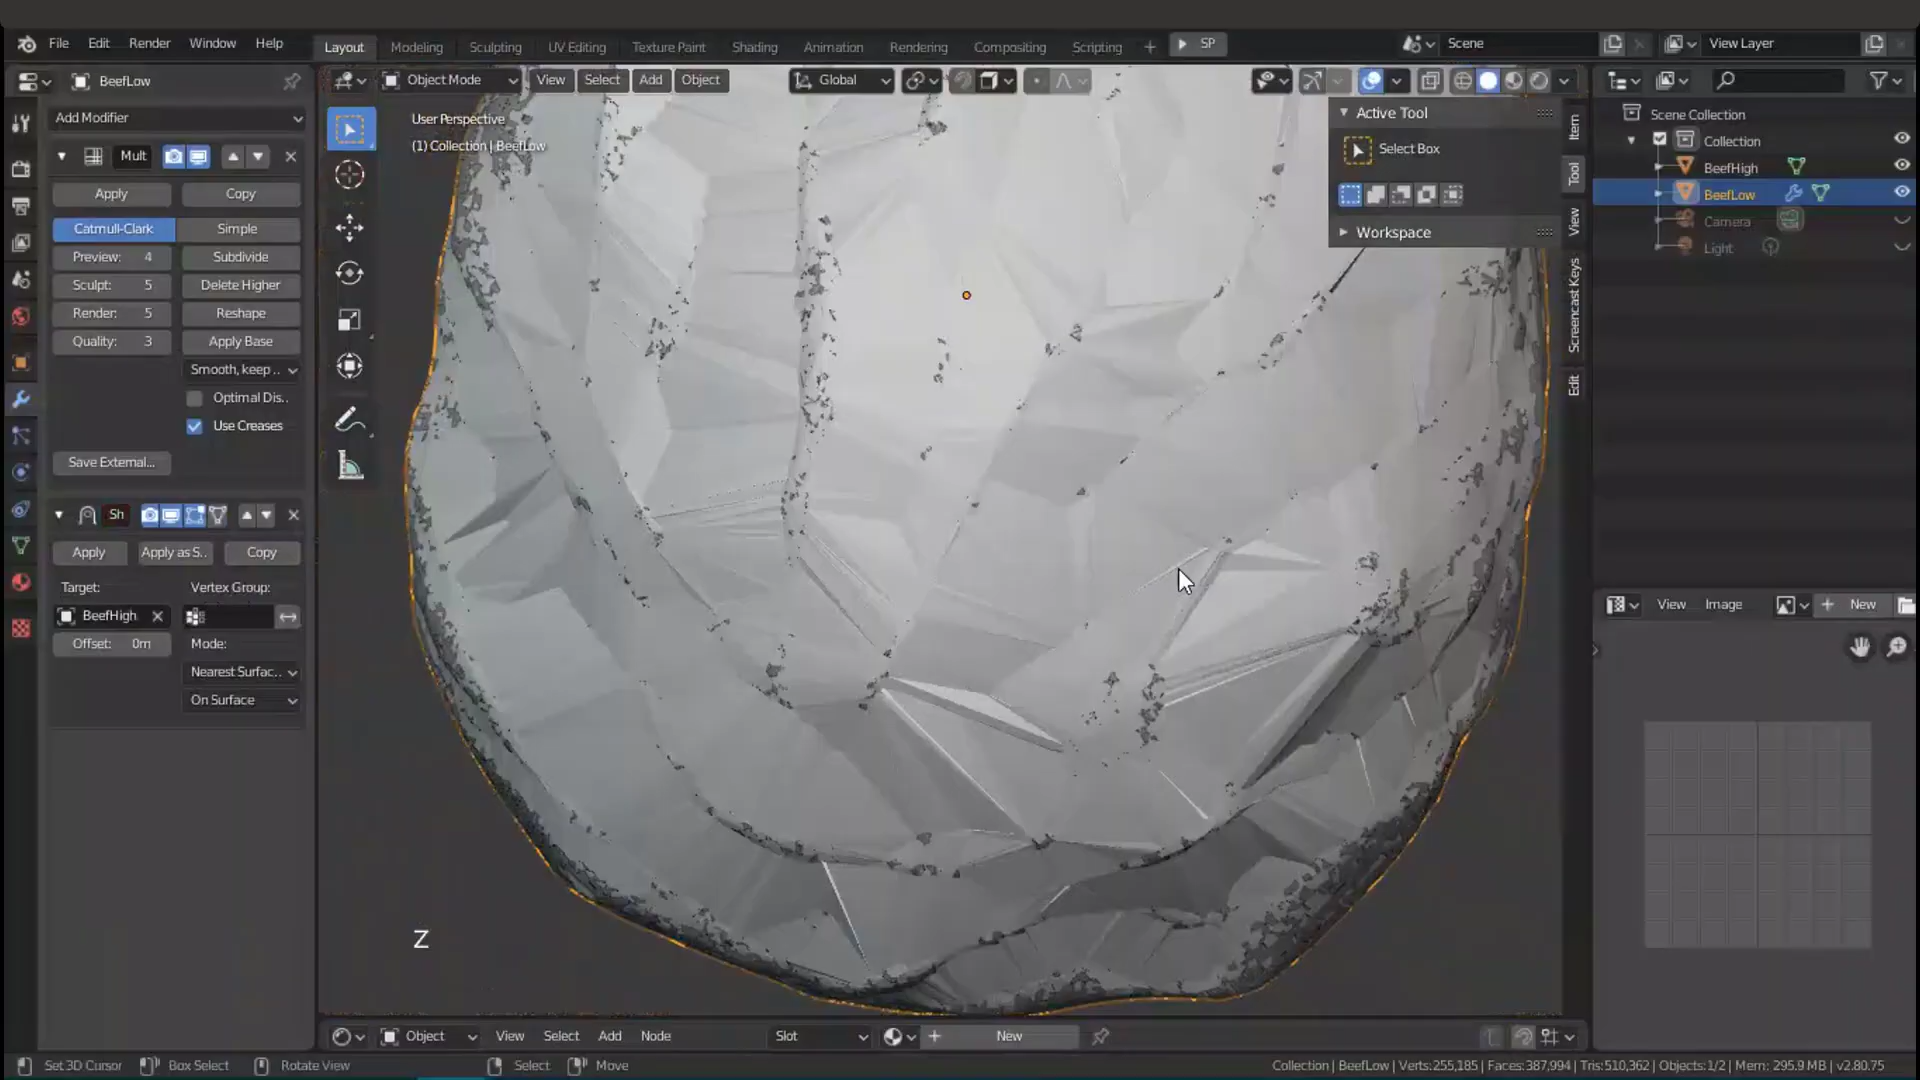 File Edit Render Window Help
Layout Modeling Sculpting UV Editing Texture Paint Shading Animation Rendering Compositing Scripting + SP
Scene
View Layer
BeefLow
Object Mode View Select Add Object
Global
Add Modifier
Mult
Apply Copy
Catmull-Clark Simple
Preview: 4 Subdivide
Sculpt: 5 Delete Higher
Render: 5 Reshape
Quality: 3 Apply Base
Smooth, keep ..
Optimal Dis..
Use Creases
Save External...
Sh
Apply Apply as S.. Copy
Target: Vertex Group:
BeefHigh
Offset: 0m Mode:
Nearest Surfac..
On Surface
User Perspective
(1) Collection | BeefLow
Active Tool
Select Box
Workspace
Item
Tool
View
Screencast Keys
Edit
Scene Collection
Collection
BeefHigh
BeefLow
Camera
Light
View Image + New
Z
Object View Select Add Node Slot + New
Set 3D Cursor Box Select Rotate View Select Move
Collection | BeefLow | Verts:255,185 | Faces:387,994 | Tris:510,362 | Objects:1/2 | Mem: 295.9 MB | v2.80.75